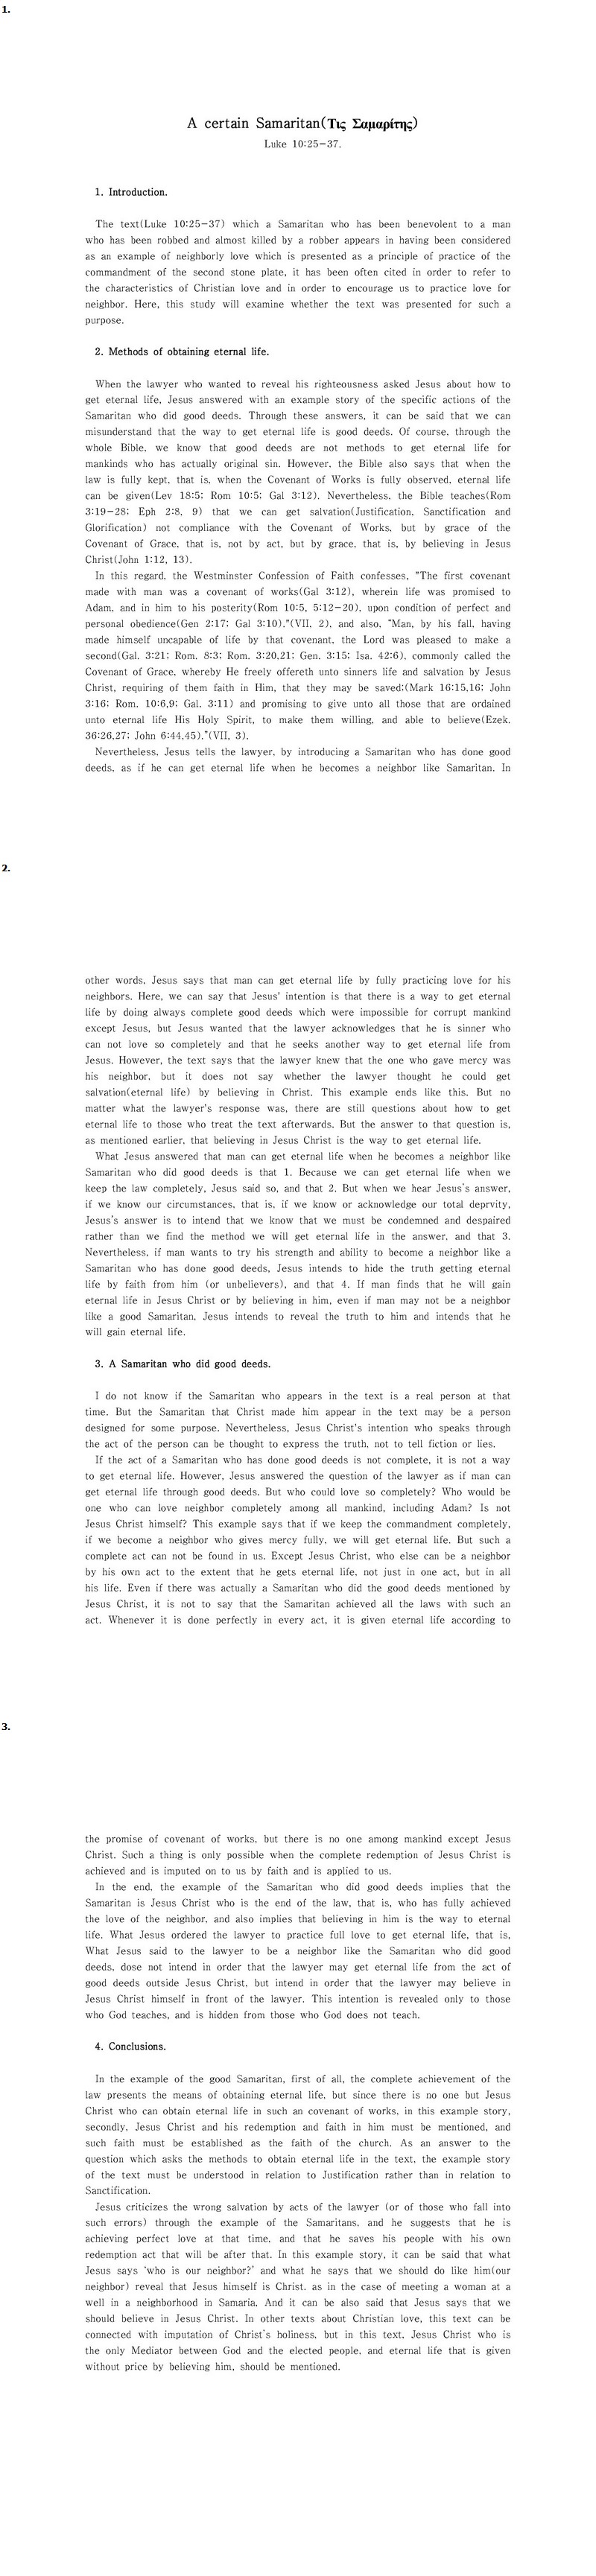 1.
A certain Samaritan(Τις Σαμαρίτης)
Luke 10:25-37.
1. Introduction.
The text(Luke 10:25-37) which a Samaritan who has been benevolent to a man
who has been robbed and almost killed by a robber appears in having been considered
as an example of neighborly love which is presented as a principle of practice of the
commandment of the second stone plate, it has been often cited in order to refer to
the characteristics of Christian love and in order to encourage us to practice love for
neighbor. Here, this study will examine whether the text was presented for such a
purpose.
2. Methods of obtaining eternal life.
When the lawyer who wanted to reveal his righteousness asked Jesus about how to
get eternal life, Jesus answered with an example story of the specific actions of the
Samaritan who did good deeds. Through these answers, it can be said that we can
misunderstand that the way to get eternal life is good deeds. Of course, through the
whole Bible, we know that good deeds are not methods to get eternal life for
mankinds who has actually original sin. However, the Bible also says that when the
law is fully kept, that is, when the Covenant of Works is fully observed, eternal life
can be given(Lev 18:5; Rom 10:5; Gal 3:12). Nevertheless, the Bible teaches(Rom
3:19-28; Eph 2:8, 9) that we can get salvation(Justification, Sanctification and
Glorification) not compliance with the Covenant of Works, but by grace of the
Covenant of Grace, that is, not by act, but by grace, that is, by believing in Jesus
Christ(John 1:12, 13).
In this regard, the Westminster Confession of Faith confesses, "The first covenant
made with man was a covenant of works(Gal 3:12), wherein life was promised to
Adam, and in him to his posterity(Rom 10:5, 5:12-20), upon condition of perfect and
personal obedience(Gen 2:17; Gal 3:10)."(VII, 2), and also, "Man, by his fall, having
made himself uncapable of life by that covenant, the Lord was pleased to make a
second(Gal. 3:21; Rom. 8:3; Rom. 3:20,21; Gen. 3:15; Isa. 42:6), commonly called the
Covenant of Grace, whereby He freely offereth unto sinners life and salvation by Jesus
Christ, requiring of them faith in Him, that they may be saved;(Mark 16:15,16; John
3:16; Rom. 10:6,9; Gal. 3:11) and promising to give unto all those that are ordained
unto eternal life His Holy Spirit, to make them willing, and able to believe(Ezek.
36:26,27; John 6:44,45)."(VII, 3).
Nevertheless, Jesus tells the lawyer, by introducing a Samaritan who has done good
deeds, as if he can get eternal life when he becomes a neighbor like Samaritan. In
2.
other words, Jesus says that man can get eternal life by fully practicing love for his
neighbors. Here, we can say that Jesus' intention is that there is a way to get eternal
life by doing always complete good deeds which were impossible for corrupt mankind
except Jesus, but Jesus wanted that the lawyer acknowledges that he is sinner who
can not love so completely and that he seeks another way to get eternal life from
Jesus. However, the text says that the lawyer knew that the one who gave mercy was
his neighbor, but it does not say whether the lawyer thought he could get
salvation(eternal life) by believing in Christ. This example ends like this. But no
matter what the lawyer's response was, there are still questions about how to get
eternal life to those who treat the text afterwards. But the answer to that question is,
as mentioned earlier, that believing in Jesus Christ is the way to get eternal life.
What Jesus answered that man can get eternal life when he becomes a neighbor like
Samaritan who did good deeds is that 1. Because we can get eternal life when we
keep the law completely, Jesus said so, and that 2. But when we hear Jesus's answer,
if we know our circumstances, that is, if we know or acknowledge our total deprvity,
Jesus's answer is to intend that we know that we must be condemned and despaired
rather than we find the method we will get eternal life in the answer, and that 3.
Nevertheless, if man wants to try his strength and ability to become a neighbor like a
Samaritan who has done good deeds, Jesus intends to hide the truth getting eternal
life by faith from him (or unbelievers), and that 4. If man finds that he will gain
eternal life in Jesus Christ or by believing in him, even if man may not be a neighbor
like a good Samaritan, Jesus intends to reveal the truth to him and intends that he
will gain eternal life.
3. A Samaritan who did good deeds.
I do not know if the Samaritan who appears in the text is a real person at that
time. But the Samaritan that Christ made him appear in the text may be a person
designed for some purpose. Nevertheless, Jesus Christ's intention who speaks through
the act of the person can be thought to express the truth, not to tell fiction or lies.
If the act of a Samaritan who has done good deeds is not complete, it is not a way
to get eternal life. However, Jesus answered the question of the lawyer as if man can
get eternal life through good deeds. But who could love so completely? Who would be
one who can love neighbor completely among all mankind, including Adam? Is not
Jesus Christ himself? This example says that if we keep the commandment completely,
if we become a neighbor who gives mercy fully, we will get eternal life. But such a
complete act can not be found in us. Except Jesus Christ, who else can be a neighbor
by his own act to the extent that he gets eternal life, not just in one act, but in all
his life. Even if there was actually a Samaritan who did the good deeds mentioned by
Jesus Christ, it is not to say that the Samaritan achieved all the laws with such an
act. Whenever it is done perfectly in every act, it is given eternal life according to
3.
the promise of covenant of works, but there is no one among mankind except Jesus
Christ. Such a thing is only possible when the complete redemption of Jesus Christ is
achieved and is imputed on to us by faith and is applied to us.
In the end, the example of the Samaritan who did good deeds implies that the
Samaritan is Jesus Christ who is the end of the law, that is, who has fully achieved
the love of the neighbor, and also implies that believing in him is the way to eternal
life. What Jesus ordered the lawyer to practice full love to get eternal life, that is,
What Jesus said to the lawyer to be a neighbor like the Samaritan who did good
deeds, dose not intend in order that the lawyer may get eternal life from the act of
good deeds outside Jesus Christ, but intend in order that the lawyer may believe in
Jesus Christ himself in front of the lawyer. This intention is revealed only to those
who God teaches, and is hidden from those who God does not teach.
4. Conclusions.
In the example of the good Samaritan, first of all, the complete achievement of the
law presents the means of obtaining eternal life, but since there is no one but Jesus
Christ who can obtain eternal life in such an covenant of works, in this example story,
secondly, Jesus Christ and his redemption and faith in him must be mentioned, and
such faith must be established as the faith of the church. As an answer to the
question which asks the methods to obtain eternal life in the text, the example story
of the text must be understood in relation to Justification rather than in relation to
Sanctification.
Jesus criticizes the wrong salvation by acts of the lawyer (or of those who fall into
such errors) through the example of the Samaritans, and he suggests that he is
achieving perfect love at that time, and that he saves his people with his own
redemption act that will be after that. In this example story, it can be said that what
Jesus says 'who is our neighbor?' and what he says that we should do like him(our
neighbor) reveal that Jesus himself is Christ, as in the case of meeting a woman at a
well in a neighborhood in Samaria. And it can be also said that Jesus says that we
should believe in Jesus Christ. In other texts about Christian love, this text can be
connected with imputation of Christ's holiness, but in this text, Jesus Christ who is
the only Mediator between God and the elected people, and eternal life that is given
without price by believing him, should be mentioned.